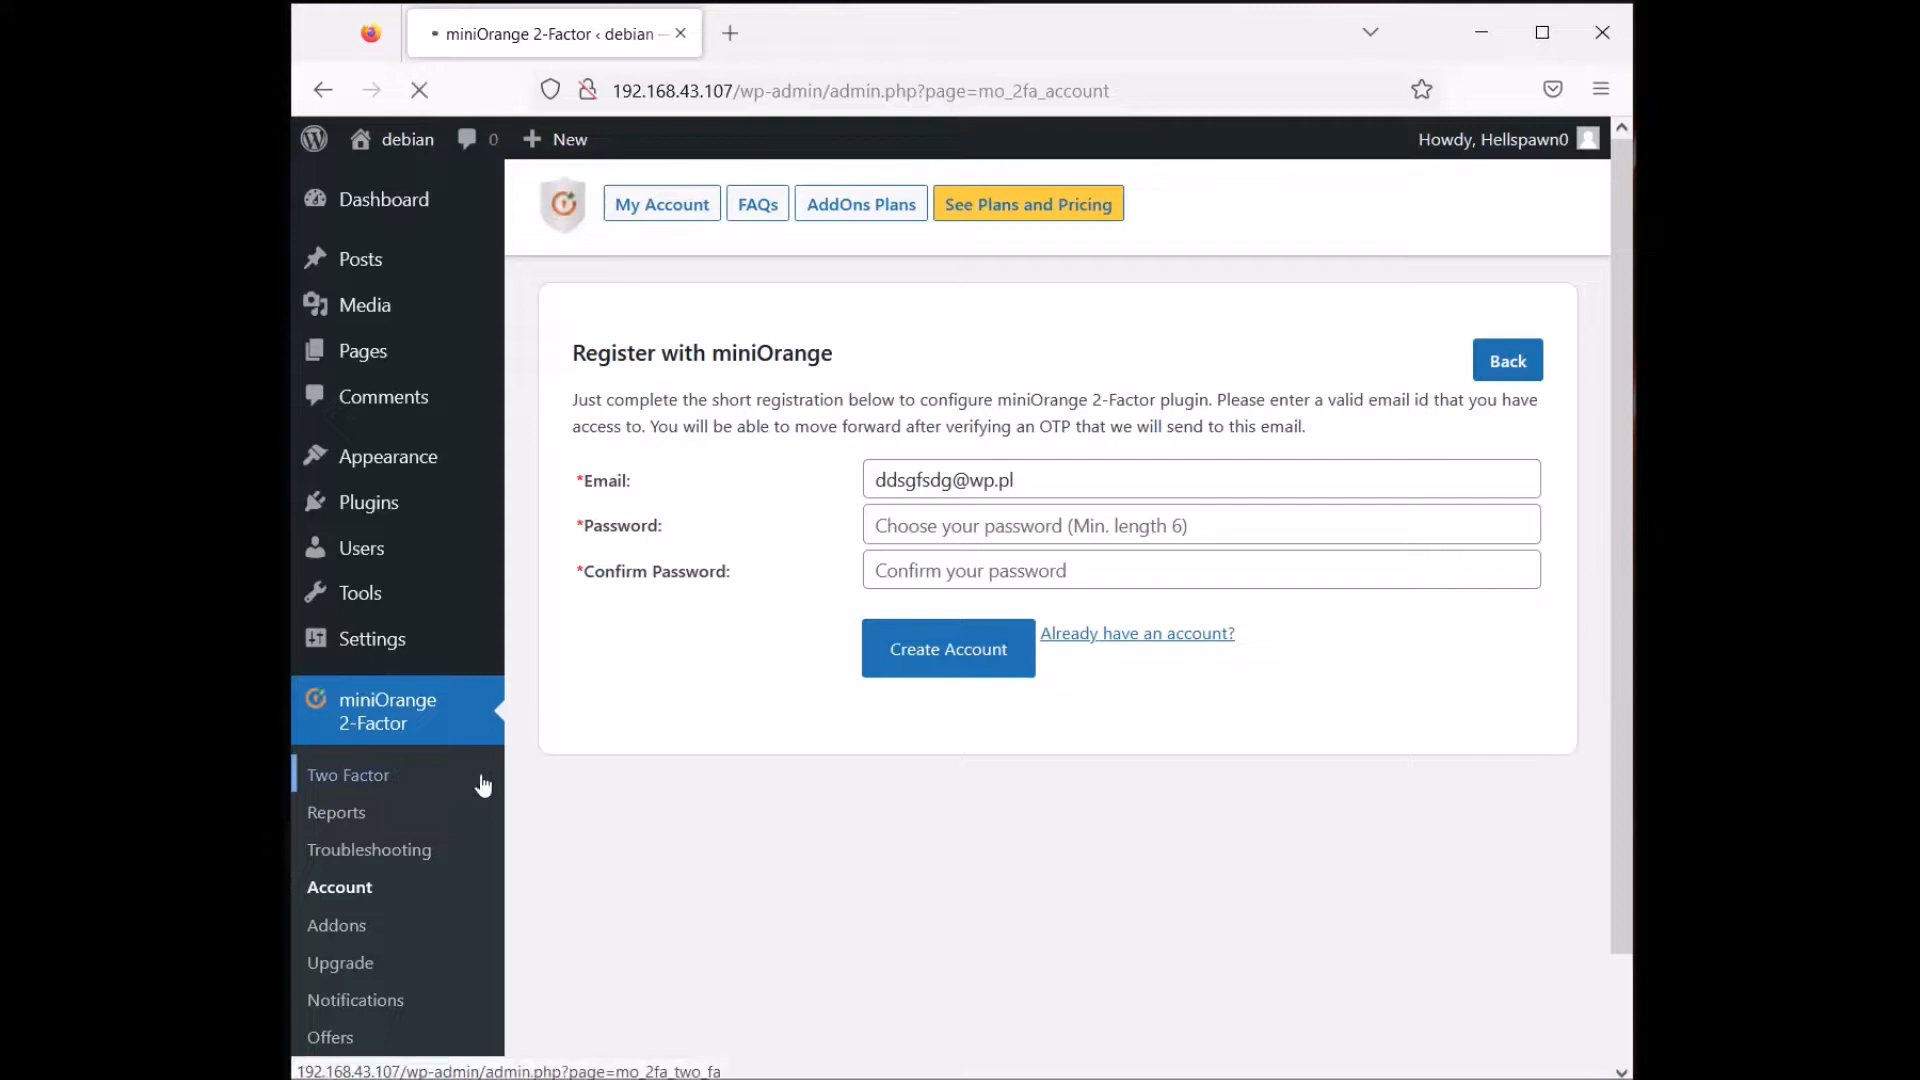 miniOrange 2-Factor ‹ debian —
192.168.43.107/wp-admin/admin.php?page=mo_2fa_account
debian
0
New
Howdy, Hellspawn0
Dashboard
Posts
Media
Pages
Comments
Appearance
Plugins
Users
Tools
Settings
miniOrange
2-Factor
Two Factor
Reports
Troubleshooting
Account
Addons
Upgrade
Notifications
Offers
My Account
FAQs
AddOns Plans
See Plans and Pricing
Register with miniOrange
Back
Just complete the short registration below to configure miniOrange 2-Factor plugin. Please enter a valid email id that you have
access to. You will be able to move forward after verifying an OTP that we will send to this email.
*Email:
ddsgfsdg@wp.pl
*Password:
Choose your password (Min. length 6)
*Confirm Password:
Confirm your password
Create Account
Already have an account?
192.168.43.107/wp-admin/admin.php?page=mo_2fa_two_fa